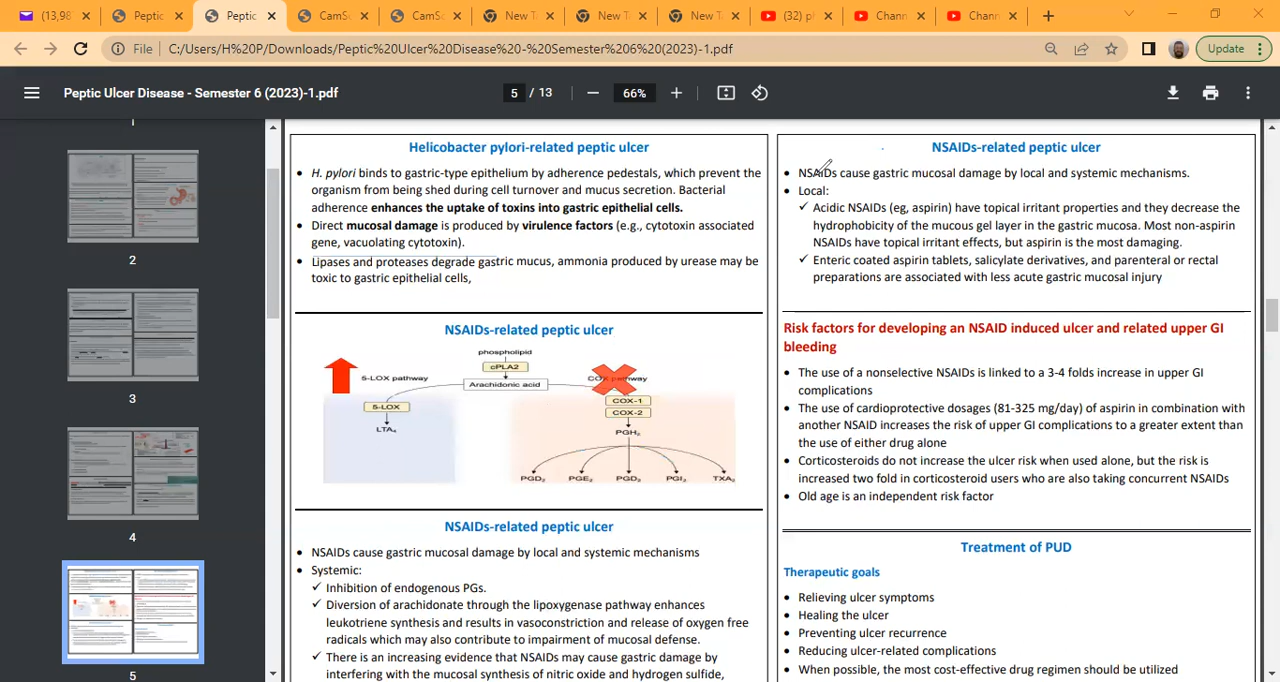 (13,98
Peptic
Peptic
CamSc
CamSc
New T
New T
New T
(32) p
Chann
Chann
File
C:/Users/H%20P/Downloads/Peptic%20Ulcer%20Disease%20-%20Semester%206%20(2023)-1.pdf
Update
Peptic Ulcer Disease - Semester 6 (2023)-1.pdf
5 / 13
66%
1
2
3
4
5
Helicobacter pylori-related peptic ulcer
• H. pylori binds to gastric-type epithelium by adherence pedestals, which prevent the
organism from being shed during cell turnover and mucus secretion. Bacterial
adherence enhances the uptake of toxins into gastric epithelial cells.
• Direct mucosal damage is produced by virulence factors (e.g., cytotoxin associated
gene, vacuolating cytotoxin).
• Lipases and proteases degrade gastric mucus, ammonia produced by urease may be
toxic to gastric epithelial cells,
NSAIDs-related peptic ulcer
phospholipid
cPLA2
5-LOX pathway
Arachidonic acid
5-LOX
LTA4
COX-1
COX-2
PGH2
PGD2
PGE2
PGD2
PGI2
TXA2
NSAIDs-related peptic ulcer
• NSAIDs cause gastric mucosal damage by local and systemic mechanisms
• Systemic:
✓ Inhibition of endogenous PGs.
✓ Diversion of arachidonate through the lipoxygenase pathway enhances
leukotriene synthesis and results in vasoconstriction and release of oxygen free
radicals which may also contribute to impairment of mucosal defense.
✓ There is an increasing evidence that NSAIDs may cause gastric damage by
interfering with the mucosal synthesis of nitric oxide and hydrogen sulfide,
NSAIDs-related peptic ulcer
• NSAIDs cause gastric mucosal damage by local and systemic mechanisms.
• Local:
✓ Acidic NSAIDs (eg, aspirin) have topical irritant properties and they decrease the
hydrophobicity of the mucous gel layer in the gastric mucosa. Most non-aspirin
NSAIDs have topical irritant effects, but aspirin is the most damaging.
✓ Enteric coated aspirin tablets, salicylate derivatives, and parenteral or rectal
preparations are associated with less acute gastric mucosal injury
Risk factors for developing an NSAID induced ulcer and related upper GI
bleeding
• The use of a nonselective NSAIDs is linked to a 3-4 folds increase in upper GI
complications
• The use of cardioprotective dosages (81-325 mg/day) of aspirin in combination with
another NSAID increases the risk of upper GI complications to a greater extent than
the use of either drug alone
• Corticosteroids do not increase the ulcer risk when used alone, but the risk is
increased two fold in corticosteroid users who are also taking concurrent NSAIDs
• Old age is an independent risk factor
Treatment of PUD
Therapeutic goals
• Relieving ulcer symptoms
• Healing the ulcer
• Preventing ulcer recurrence
• Reducing ulcer-related complications
• When possible, the most cost-effective drug regimen should be utilized